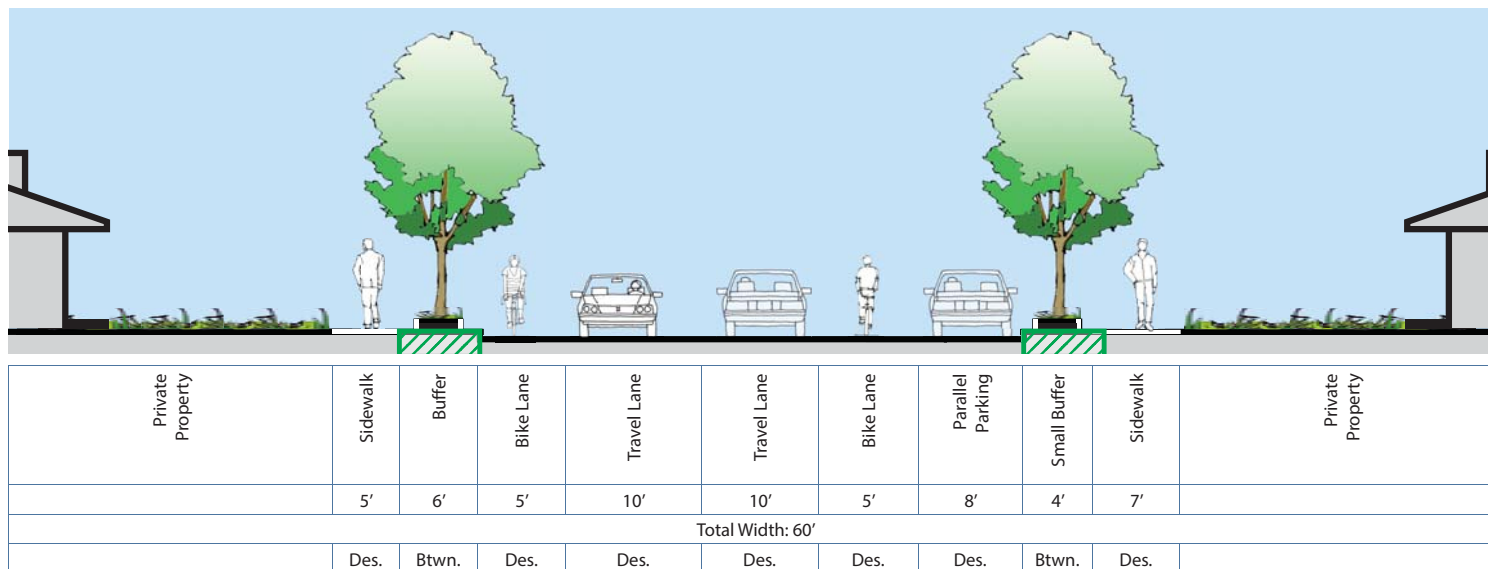 Private
Property
Sidewalk
Buffer
Bike Lane
Travel Lane
Travel Lane
Bike Lane
Parallel
Parking
Small Buffer
Sidewalk
Private
Property
5’ 6’ 5’ 10’ 10’ 5’ 8’ 4’ 7’
Total Width: 60’
Des. Btwn. Des. Des. Des. Des. Des. Btwn. Des.